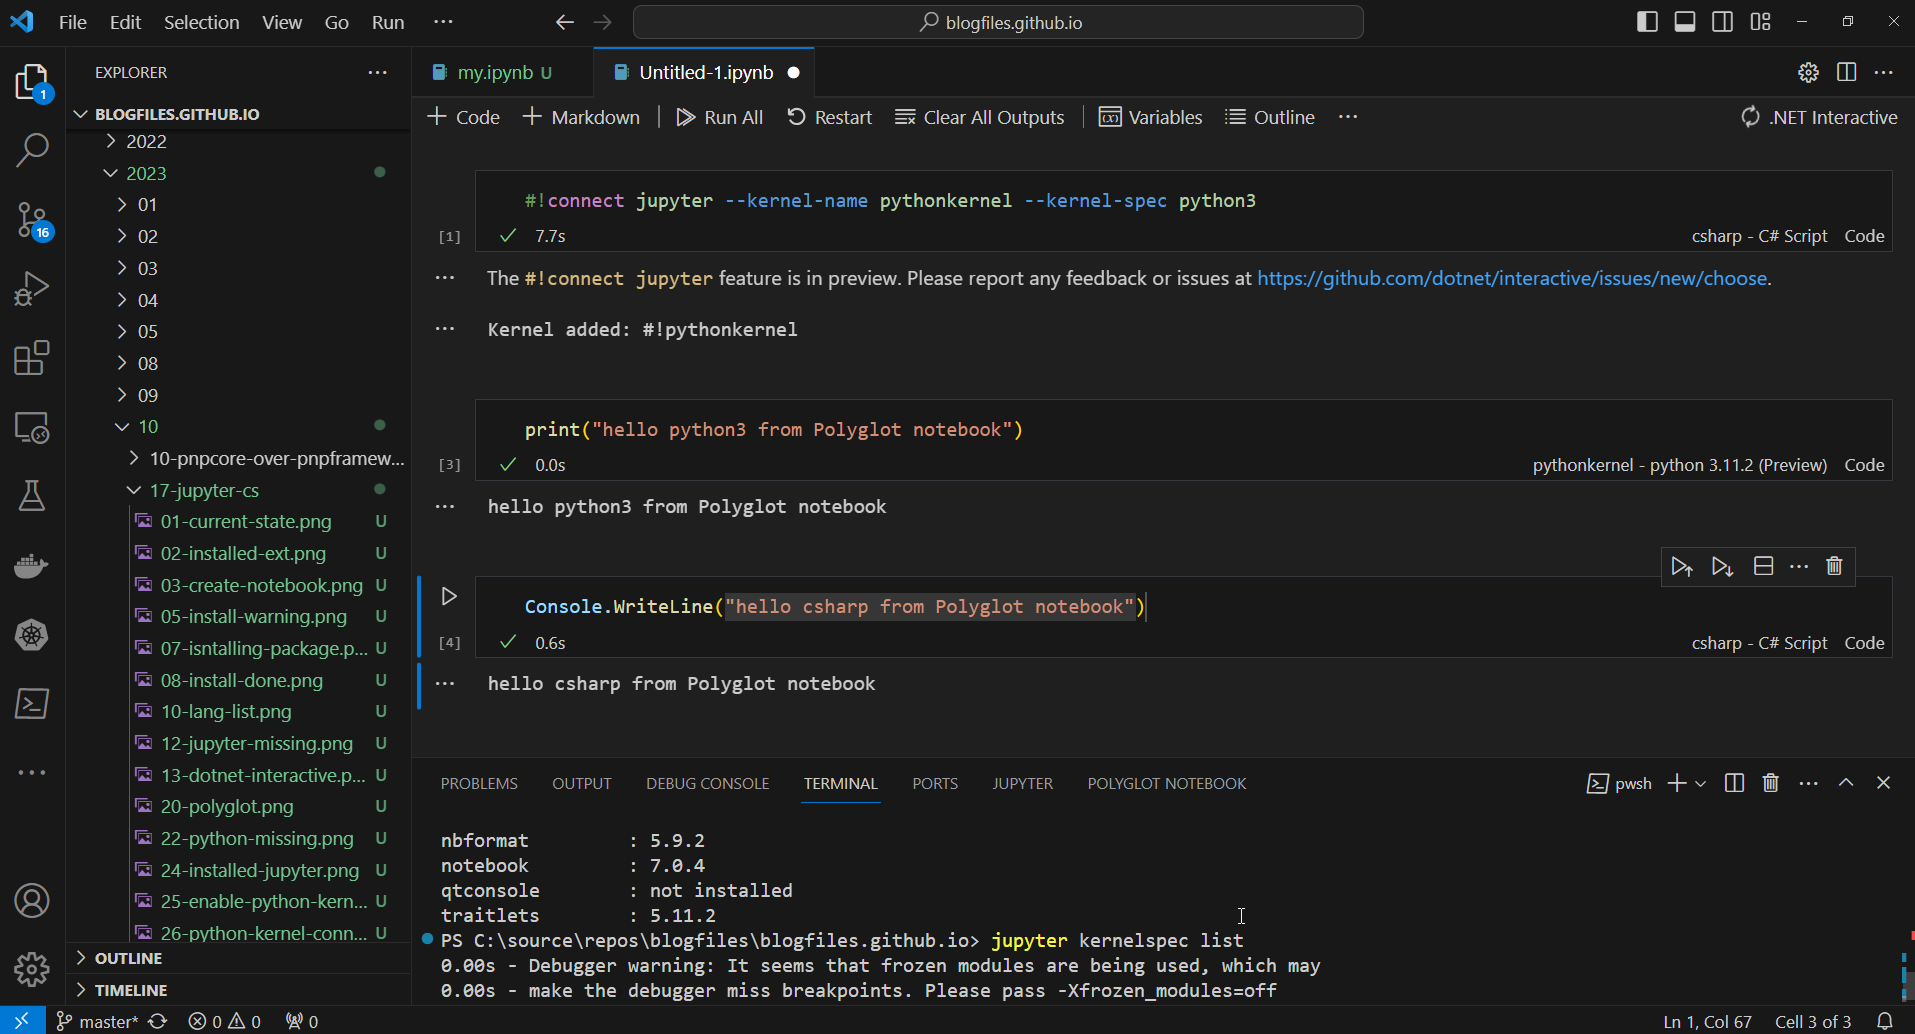 File Edit Selection View Go Run ··· blogfiles.github.io
EXPLORER ···
BLOGFILES.GITHUB.IO
2022
2023
01
02
03
04
05
08
09
10
10-pnpcore-over-pnpframew...
17-jupyter-cs
01-current-state.png U
02-installed-ext.png U
03-create-notebook.png U
05-install-warning.png U
07-isntalling-package.p... U
08-install-done.png U
10-lang-list.png U
12-jupyter-missing.png U
13-dotnet-interactive.p... U
20-polyglot.png U
22-python-missing.png U
24-installed-jupyter.png U
25-enable-python-kern... U
26-python-kernel-conn... U
OUTLINE
TIMELINE
1
16
my.ipynb U Untitled-1.ipynb
Code Markdown Run All Restart Clear All Outputs Variables Outline ··· .NET Interactive
#!connect jupyter --kernel-name pythonkernel --kernel-spec python3
[1] 7.7s csharp - C# Script Code
The #!connect jupyter feature is in preview. Please report any feedback or issues at https://github.com/dotnet/interactive/issues/new/choose.
Kernel added: #!pythonkernel
print("hello python3 from Polyglot notebook")
[3] 0.0s pythonkernel - python 3.11.2 (Preview) Code
hello python3 from Polyglot notebook
Console.WriteLine("hello csharp from Polyglot notebook")
[4] 0.6s csharp - C# Script Code
hello csharp from Polyglot notebook
PROBLEMS OUTPUT DEBUG CONSOLE TERMINAL PORTS JUPYTER POLYGLOT NOTEBOOK pwsh
nbformat : 5.9.2
notebook : 7.0.4
qtconsole : not installed
traitlets : 5.11.2
PS C:\source\repos\blogfiles\blogfiles.github.io> jupyter kernelspec list
0.00s - Debugger warning: It seems that frozen modules are being used, which may
0.00s - make the debugger miss breakpoints. Please pass -Xfrozen_modules=off
master* 0 0 0 Ln 1, Col 67 Cell 3 of 3